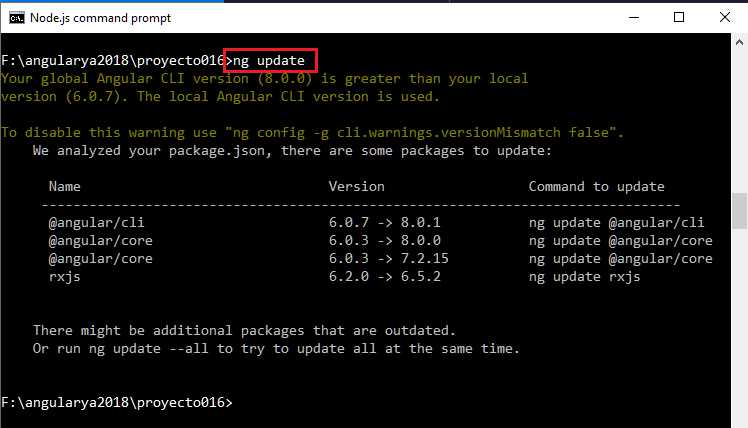 Node.js command prompt
F:\angularya2018\proyecto016>ng update
Your global Angular CLI version (8.0.0) is greater than your local
version (6.0.7). The local Angular CLI version is used.
To disable this warning use "ng config -g cli.warnings.versionMismatch false".
We analyzed your package.json, there are some packages to update:
Name Version Command to update
--------------------------------------------------------------------------------
@angular/cli 6.0.7 -> 8.0.1 ng update @angular/cli
@angular/core 6.0.3 -> 8.0.0 ng update @angular/core
@angular/core 6.0.3 -> 7.2.15 ng update @angular/core
rxjs 6.2.0 -> 6.5.2 ng update rxjs
There might be additional packages that are outdated.
Or run ng update --all to try to update all at the same time.
F:\angularya2018\proyecto016>